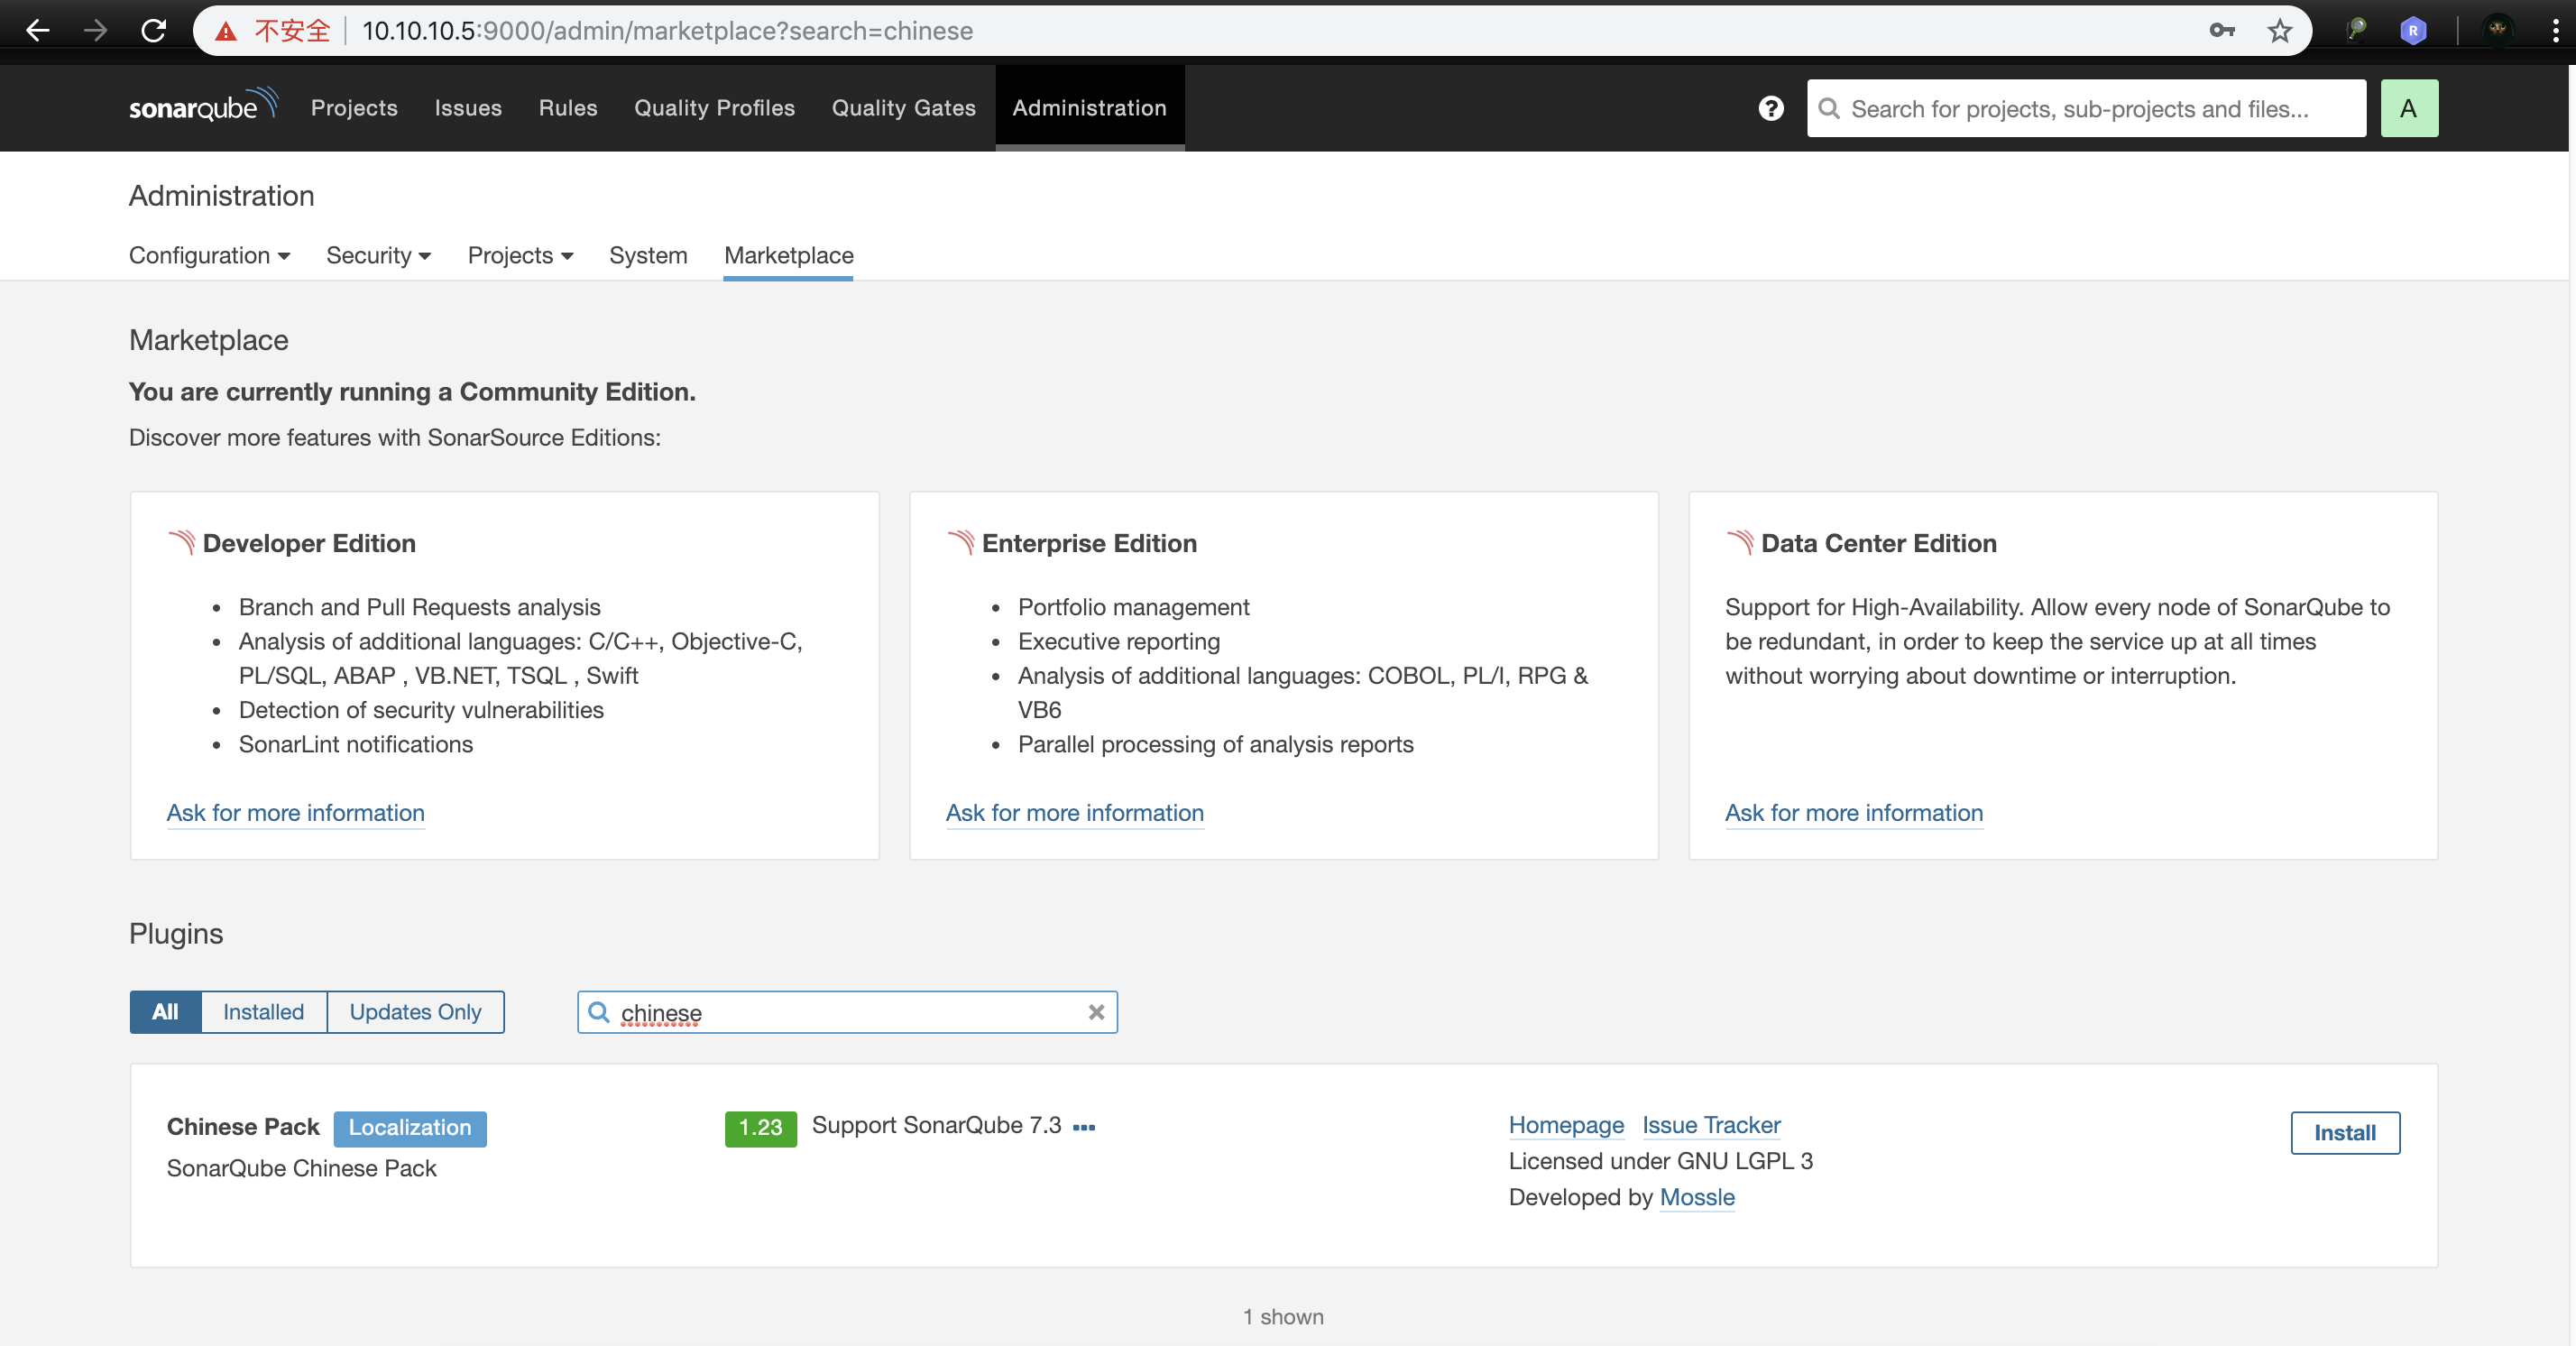 不安全 10.10.10.5:9000/admin/marketplace?search=chinese
R
sonarqube Projects Issues Rules Quality Profiles Quality Gates Administration ? Search for projects, sub-projects and files... A
Administration
Configuration Security Projects System Marketplace
Marketplace
You are currently running a Community Edition.
Discover more features with SonarSource Editions:
Developer Edition
• Branch and Pull Requests analysis
• Analysis of additional languages: C/C++, Objective-C,
PL/SQL, ABAP , VB.NET, TSQL , Swift
• Detection of security vulnerabilities
• SonarLint notifications
Ask for more information
Enterprise Edition
• Portfolio management
• Executive reporting
• Analysis of additional languages: COBOL, PL/I, RPG &
VB6
• Parallel processing of analysis reports
Ask for more information
Data Center Edition
Support for High-Availability. Allow every node of SonarQube to
be redundant, in order to keep the service up at all times
without worrying about downtime or interruption.
Ask for more information
Plugins
All Installed Updates Only chinese
Chinese Pack Localization
SonarQube Chinese Pack
1.23 Support SonarQube 7.3 ...
Homepage Issue Tracker
Licensed under GNU LGPL 3
Developed by Mossle
Install
1 shown